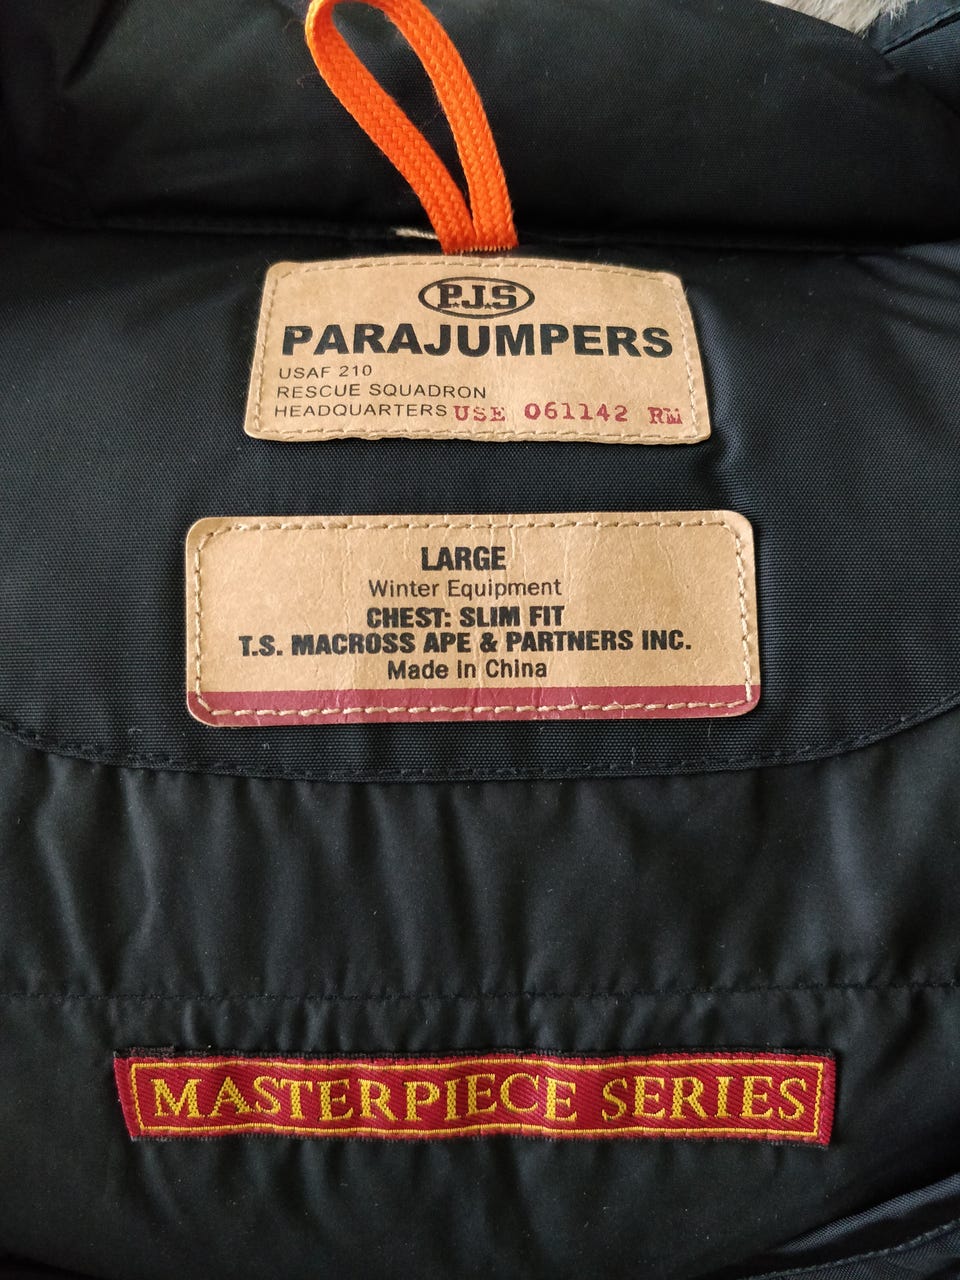 P.J.S
PARAJUMPERS
USAF 210
RESCUE SQUADRON
HEADQUARTERS USE 061142 RM
LARGE
Winter Equipment
CHEST: SLIM FIT
T.S. MACROSS APE & PARTNERS INC.
Made in China
MASTERPIECE SERIES